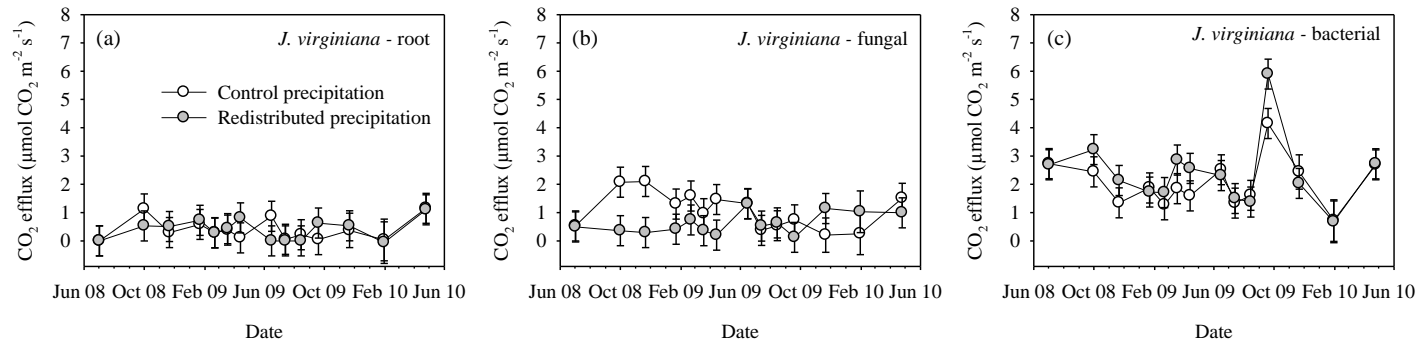 (a)
J. virginiana - root
Control precipitation
Redistributed precipitation
CO2 efflux (µmol CO2 m-2 s-1)
8
7
6
5
4
3
2
1
0
Jun 08 Oct 08 Feb 09 Jun 09 Oct 09 Feb 10 Jun 10
Date
(b)
J. virginiana - fungal
CO2 efflux (µmol CO2 m-2 s-1)
8
7
6
5
4
3
2
1
0
Jun 08 Oct 08 Feb 09 Jun 09 Oct 09 Feb 10 Jun 10
Date
(c)
J. virginiana - bacterial
CO2 efflux (µmol CO2 m-2 s-1)
8
7
6
5
4
3
2
1
0
Jun 08 Oct 08 Feb 09 Jun 09 Oct 09 Feb 10 Jun 10
Date